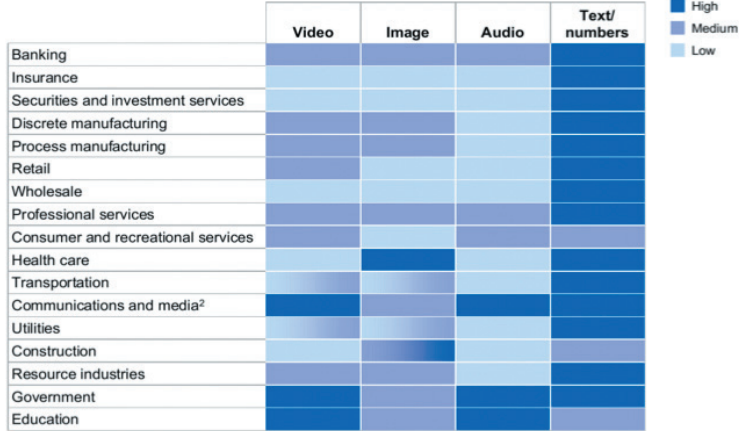 High
Text/
Video Image Audio numbers
Medium
Low
Banking
Insurance
Securities and investment services
Discrete manufacturing
Process manufacturing
Retail
Wholesale
Professional services
Consumer and recreational services
Health care
Transportation
Communications and media²
Utilities
Construction
Resource industries
Government
Education